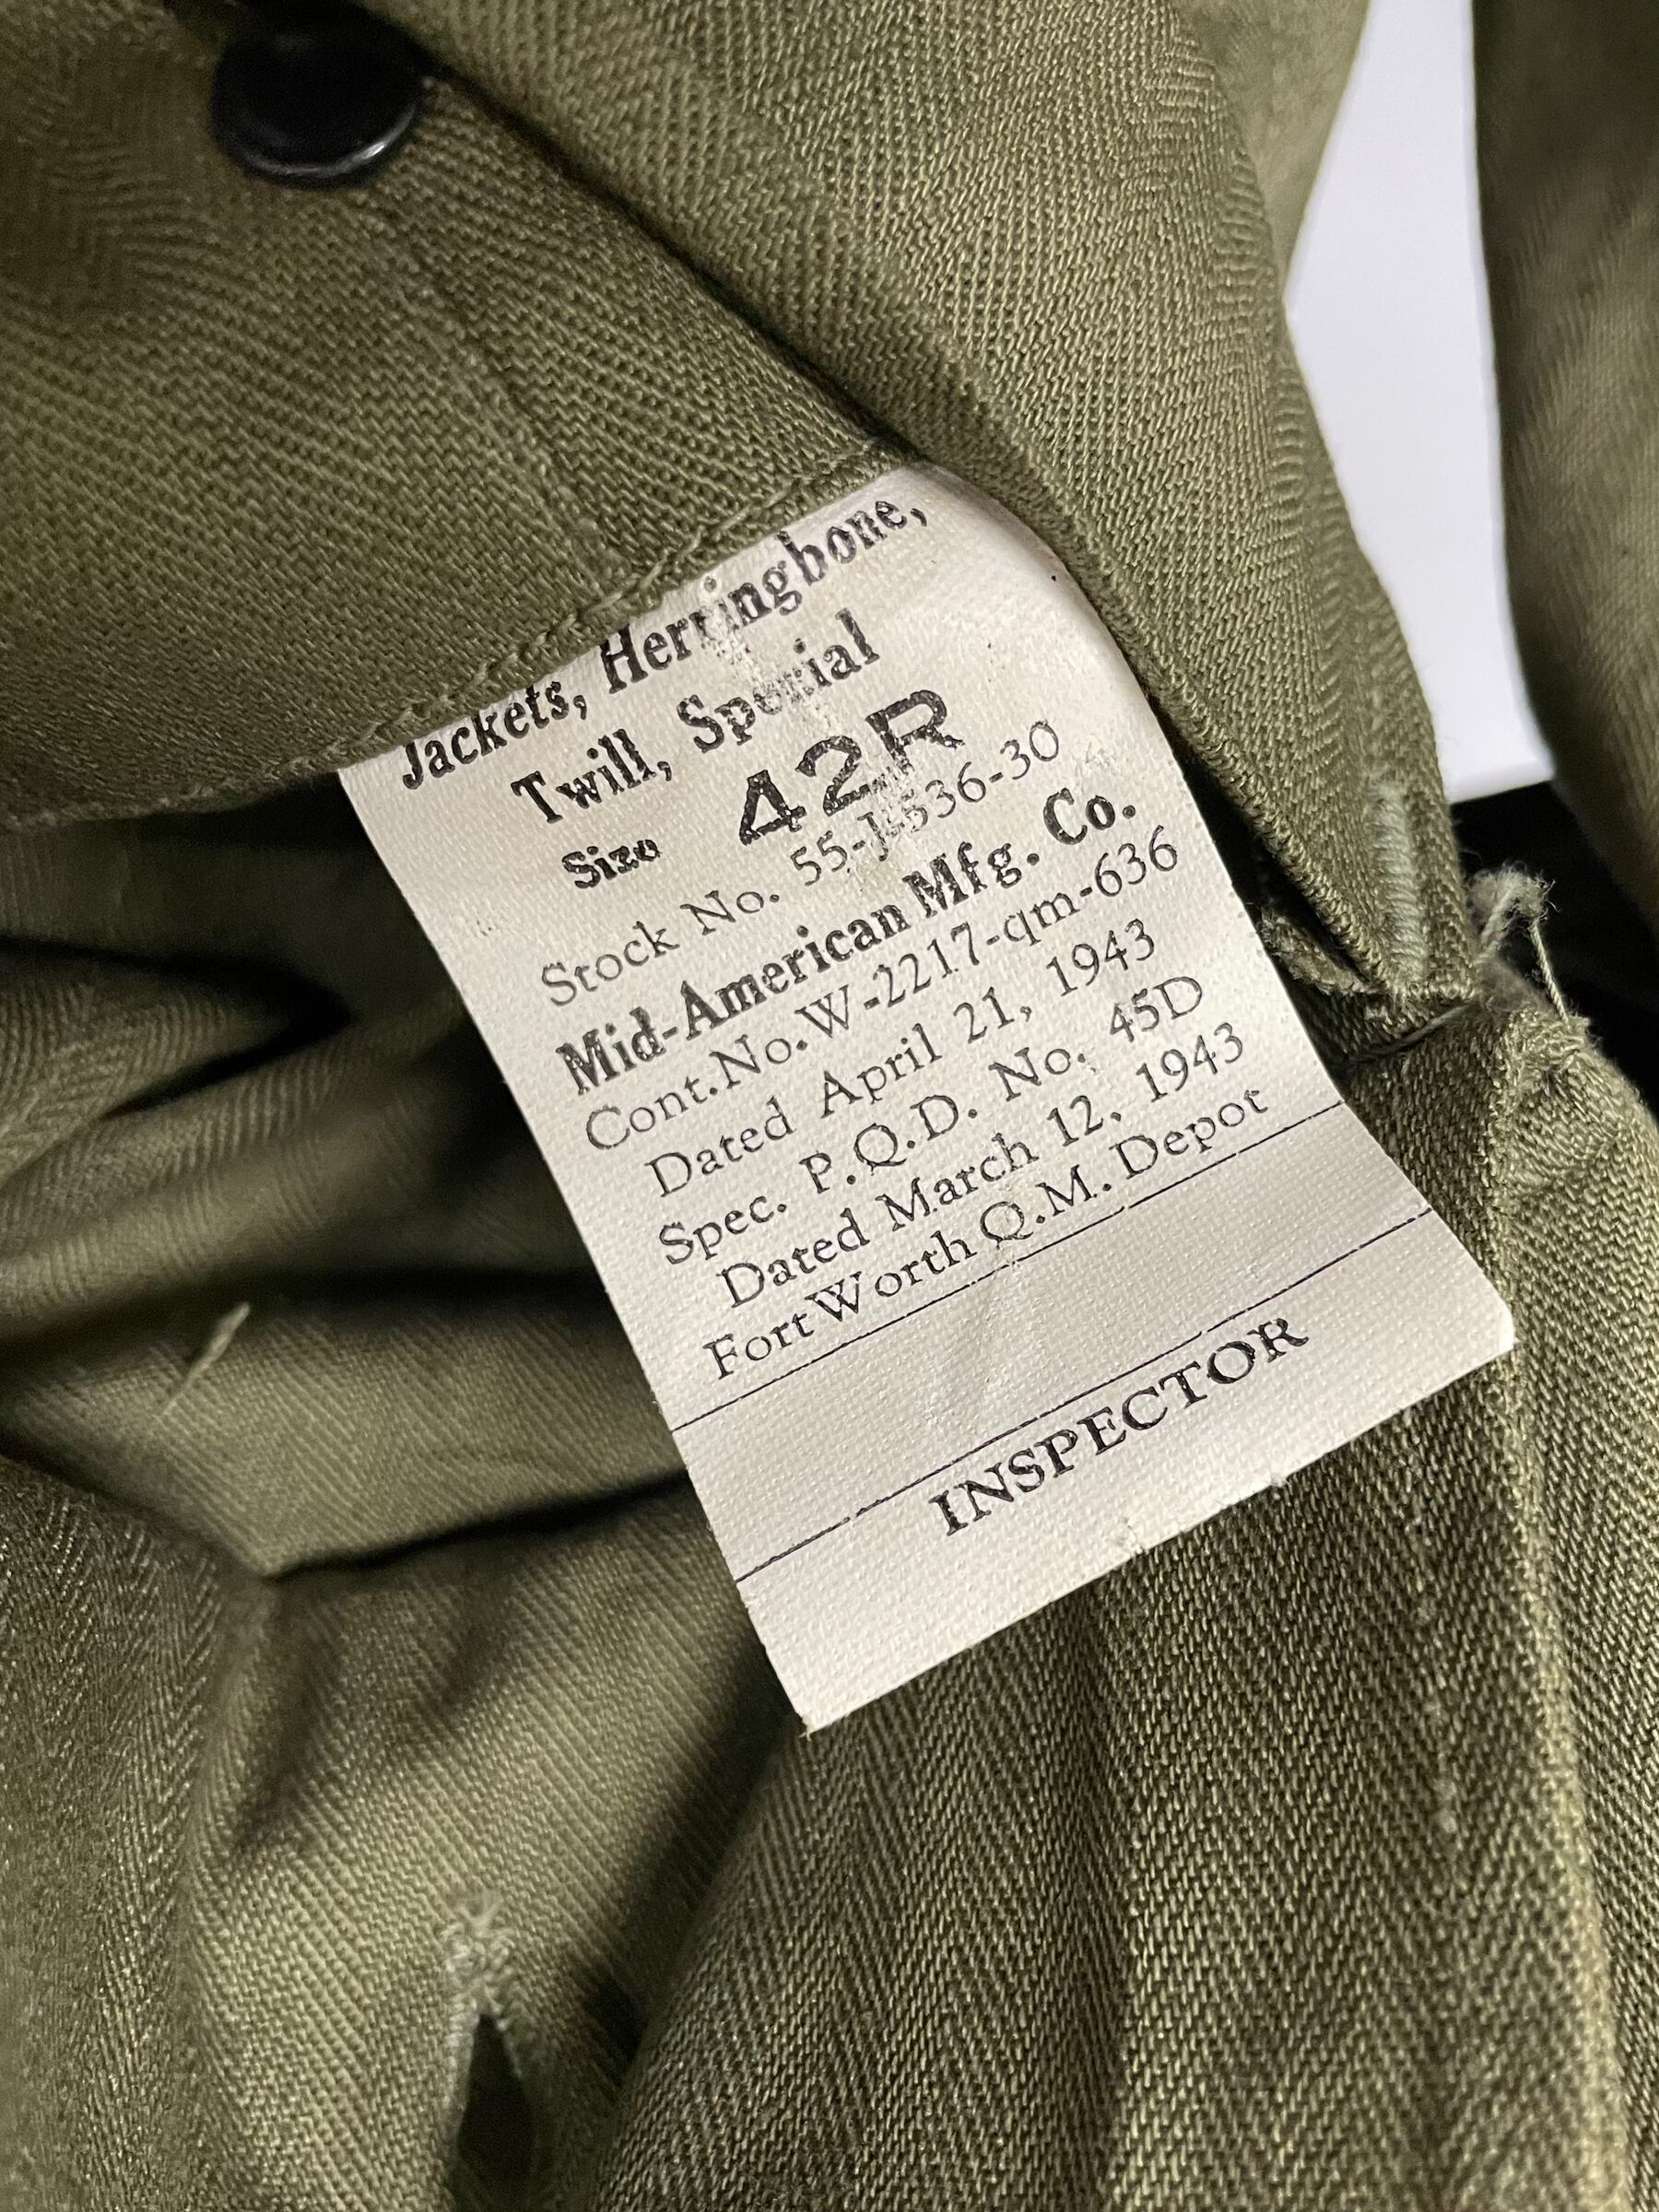 Jackets, Herringbone,
Twill, Special
Size 42R
Stock No. 55-J-536-30
Mid-American Mfg. Co.
Cont.No.W-2217-qm-636
Dated April 21, 1943
Spec. P.Q.D. No. 45D
Dated March 12, 1943
Fort Worth Q.M. Depot
INSPECTOR